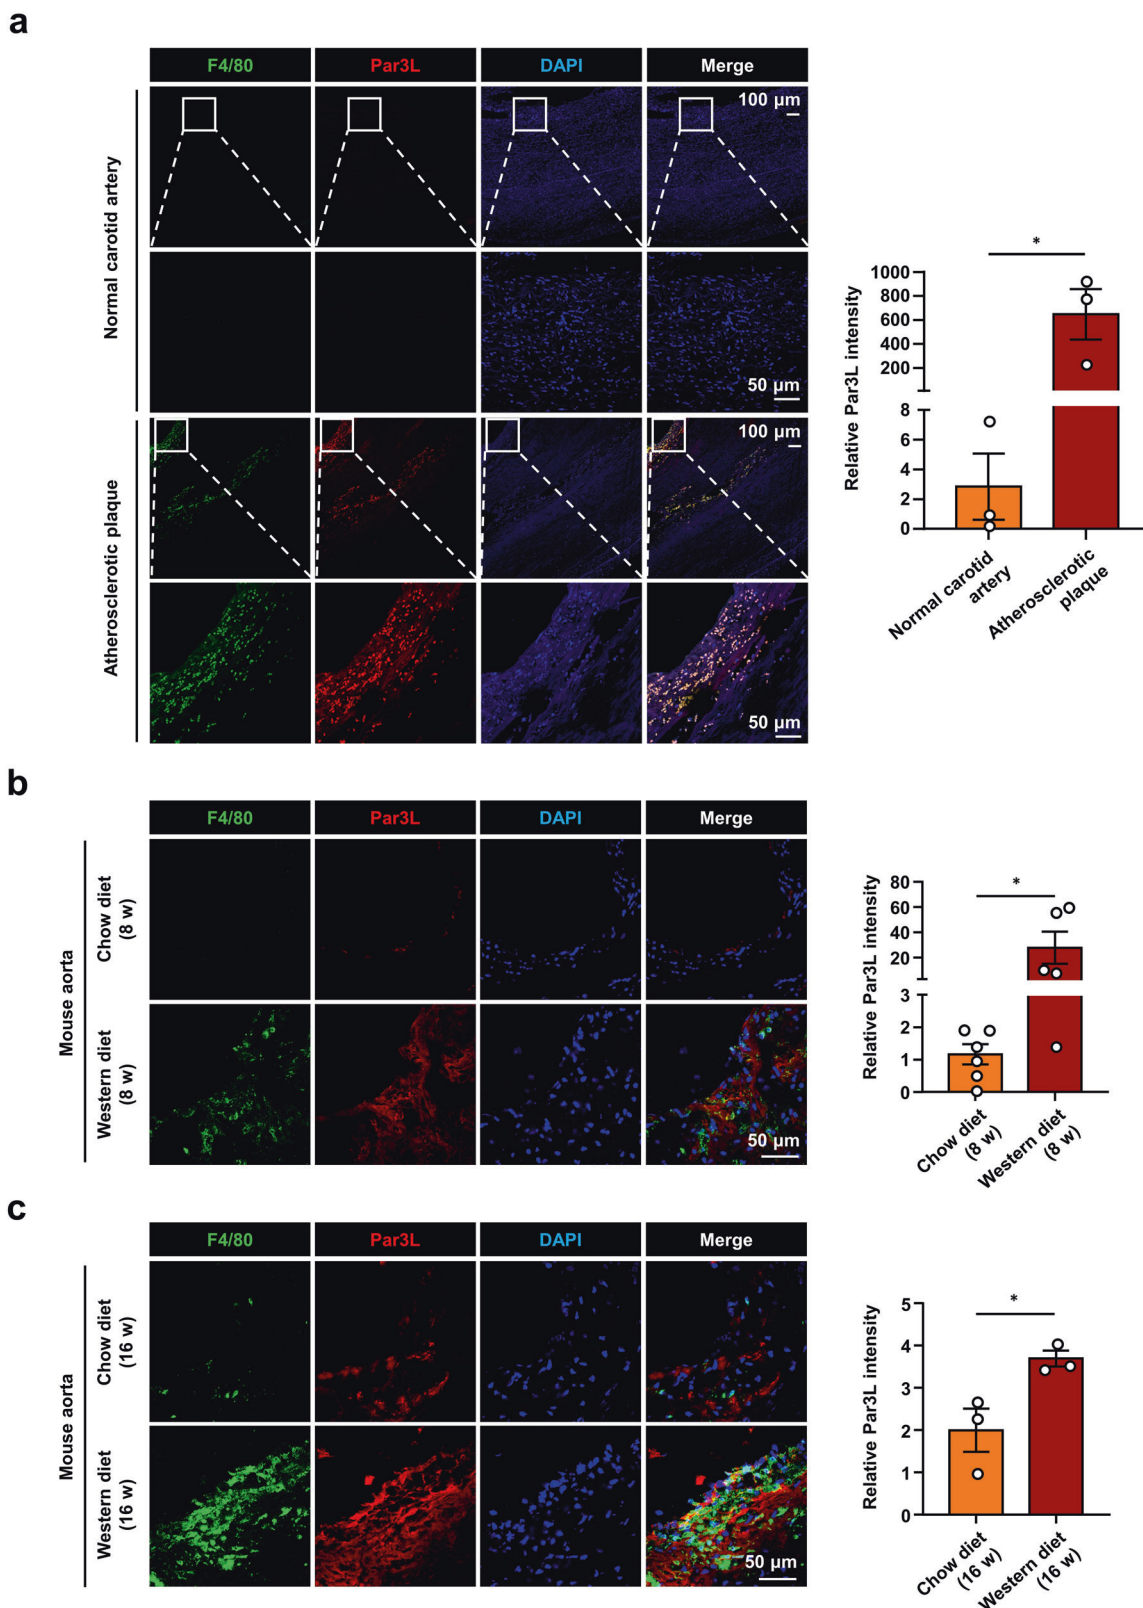 a
F4/80 Par3L DAPI Merge
Normal carotid artery
100 µm
50 µm
Atherosclerotic plaque
100 µm
50 µm
Relative Par3L intensity
*
1000
800
600
400
200
8
6
4
2
0
Normal carotid
artery
Atherosclerotic
plaque
b
F4/80 Par3L DAPI Merge
Mouse aorta
Chow diet
(8 w)
Western diet
(8 w)
50 µm
Relative Par3L intensity
*
80
60
40
20
3
2
1
0
Chow diet
(8 w)
Western diet
(8 w)
c
F4/80 Par3L DAPI Merge
Mouse aorta
Chow diet
(16 w)
Western diet
(16 w)
50 µm
Relative Par3L intensity
*
5
4
3
2
1
0
Chow diet
(16 w)
Western diet
(16 w)